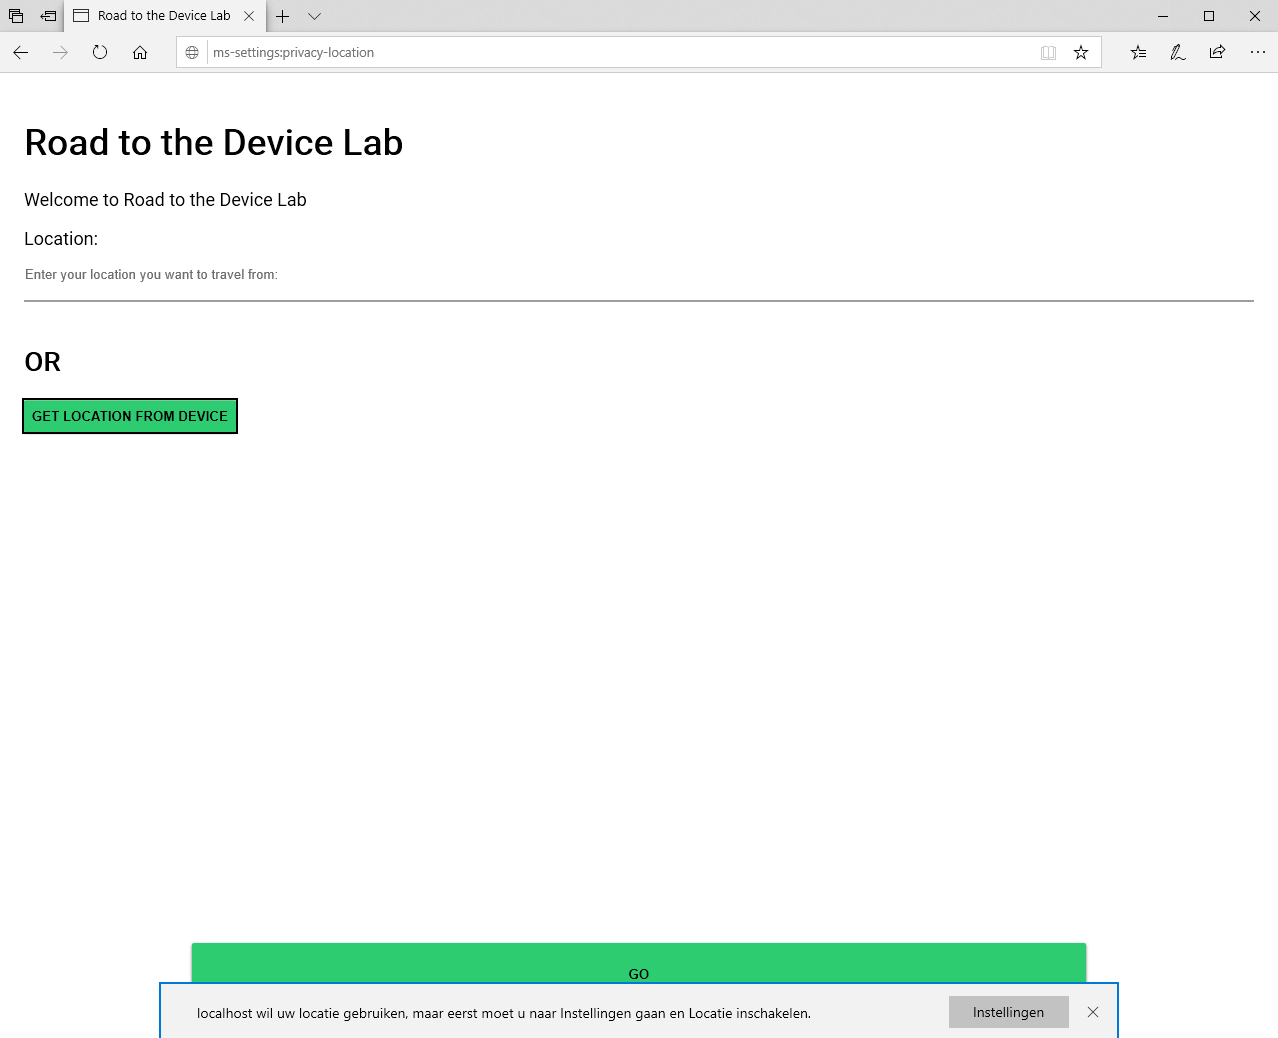 Road to the Device Lab
ms-settings:privacy-location
Road to the Device Lab
Welcome to Road to the Device Lab
Location:
Enter your location you want to travel from:
OR
GET LOCATION FROM DEVICE
GO
localhost wil uw locatie gebruiken, maar eerst moet u naar Instellingen gaan en Locatie inschakelen.
Instellingen